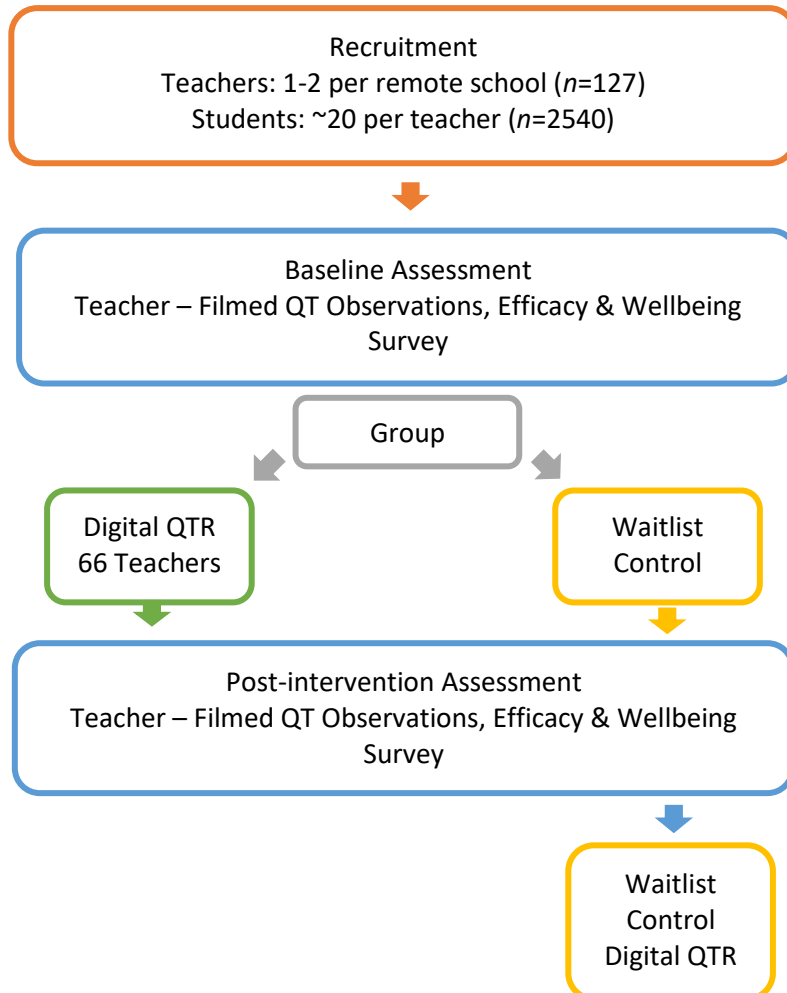 Recruitment
Teachers: 1-2 per remote school (n=127)
Students: ~20 per teacher (n=2540)
Baseline Assessment
Teacher – Filmed QT Observations, Efficacy & Wellbeing
Survey
Group
Digital QTR
66 Teachers
Waitlist
Control
Post-intervention Assessment
Teacher – Filmed QT Observations, Efficacy & Wellbeing
Survey
Waitlist
Control
Digital QTR